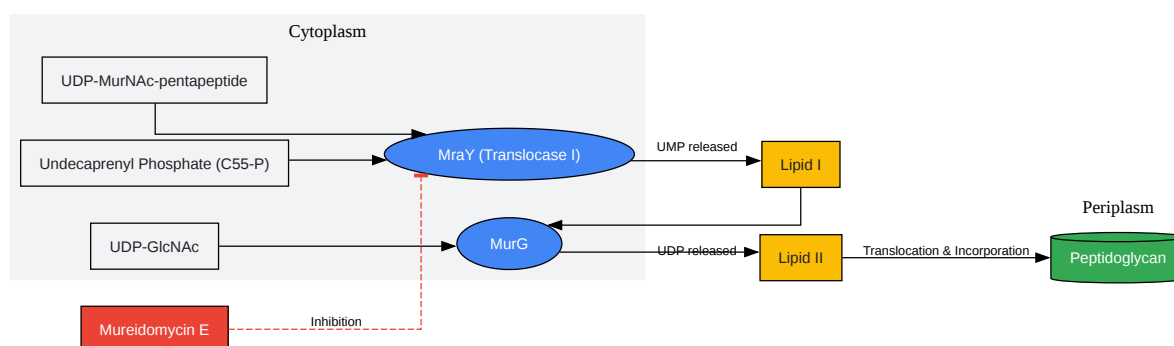 Cytoplasm
UDP-MurNAc-pentapeptide
Undecaprenyl Phosphate (C55-P)
MraY (Translocase I)
UMP released
Lipid I
Periplasm
UDP-GlcNAc
MurG
UDP released
Lipid II
Translocation & Incorporation
Peptidoglycan
Mureidomycin E
Inhibition